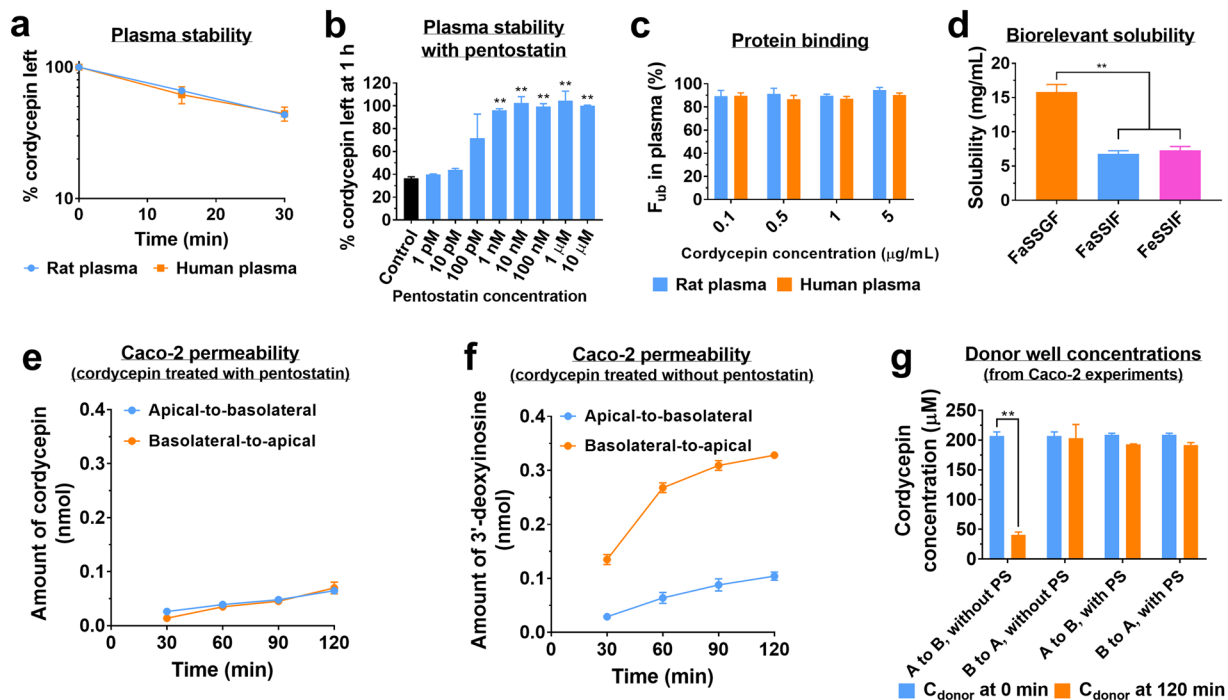 a
Plasma stability
% cordycepin left
100
10
0
10
20
30
Time (min)
Rat plasma
Human plasma
b
Plasma stability
with pentostatin
% cordycepin left at 1 h
120
100
80
60
40
20
0
**
**
**
**
**
Control
1 pM
10 pM
100 pM
1 nM
10 nM
100 nM
1 μM
10 μM
Pentostatin concentration
c
Protein binding
Fub in plasma (%)
100
80
60
40
20
0
0.1
0.5
1
5
Cordycepin concentration (μg/mL)
Rat plasma
Human plasma
d
Biorelevant solubility
Solubility (mg/mL)
20
15
10
5
0
**
FaSSGF
FaSSIF
FeSSIF
e
Caco-2 permeability
(cordycepin treated with pentostatin)
Amount of cordycepin
(nmol)
0.4
0.3
0.2
0.1
0.0
0
30
60
90
120
Time (min)
Apical-to-basolateral
Basolateral-to-apical
f
Caco-2 permeability
(cordycepin treated without pentostatin)
Amount of 3'-deoxyinosine
(nmol)
0.4
0.3
0.2
0.1
0.0
0
30
60
90
120
Time (min)
Apical-to-basolateral
Basolateral-to-apical
g
Donor well concentrations
(from Caco-2 experiments)
Cordycepin
concentration (μM)
250
200
150
100
50
0
**
A to B, without PS
B to A, without PS
A to B, with PS
B to A, with PS
Cdonor at 0 min
Cdonor at 120 min